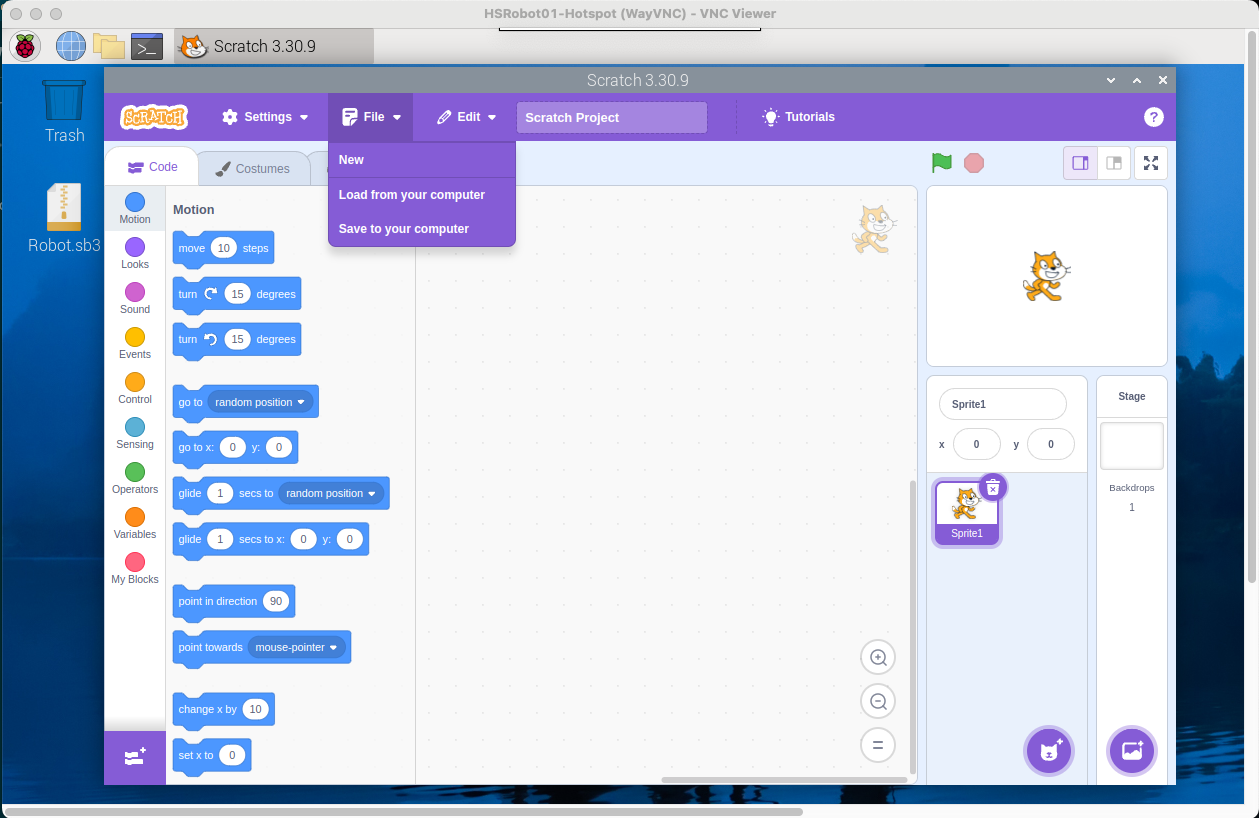 HSRobot01-Hotspot (WayVNC) - VNC Viewer
>_
Scratch 3.30.9
Scratch 3.30.9
Trash
Robot.sb3
SCRATCH
Settings
File
Edit
Scratch Project
Tutorials
?
New
Load from your computer
Save to your computer
Code
Costumes
Motion
Looks
Sound
Events
Control
Sensing
Operators
Variables
My Blocks
Motion
move 10 steps
turn 15 degrees
turn 15 degrees
go to random position
go to x: 0 y: 0
glide 1 secs to random position
glide 1 secs to x: 0 y: 0
point in direction 90
point towards mouse-pointer
change x by 10
set x to 0
Sprite1
x 0 y 0
Sprite1
Stage
Backdrops
1